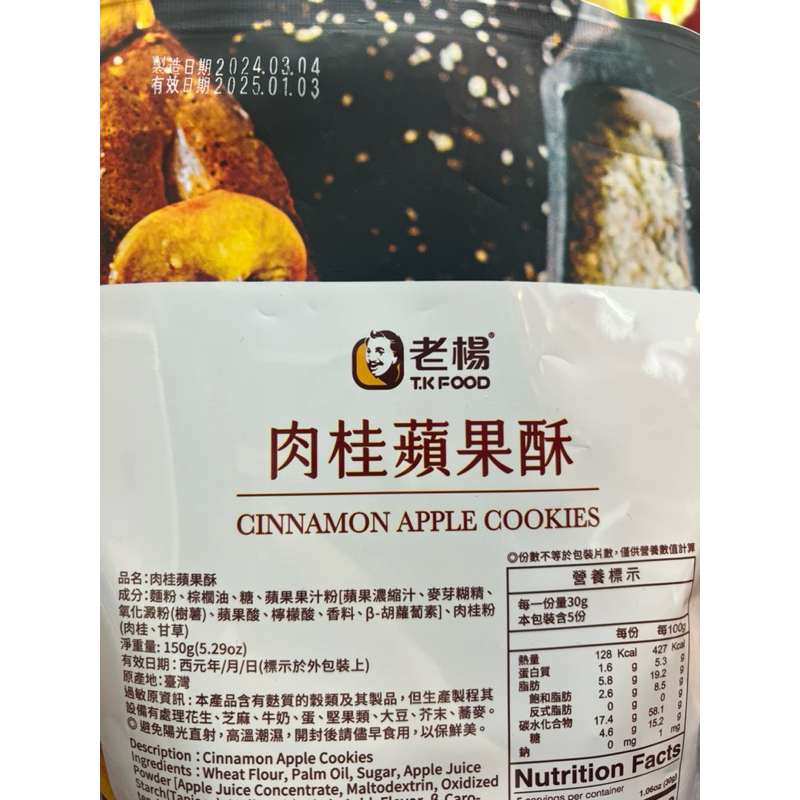 製造日期2024.03.04
有效日期2025.01.03
老楊®
T.K FOOD
肉桂蘋果酥
CINNAMON APPLE COOKIES
品名:肉桂蘋果酥
成分:麵粉、棕櫚油、糖、蘋果果汁粉[蘋果濃縮汁、麥芽糊精、
氧化澱粉(樹薯)、蘋果酸、檸檬酸、香料、β-胡蘿蔔素]、肉桂粉
(肉桂、甘草)
淨重量: 150g(5.29oz)
有效日期:西元年/月/日(標示於外包裝上)
原產地:臺灣
過敏原資訊:本產品含有麩質的穀類及其製品,但生產製程其
設備有處理花生、芝麻、牛奶、蛋、堅果類、大豆、芥末、蕎麥。
◎避免陽光直射,高溫潮濕,開封後請儘早食用,以保鮮美。
Description : Cinnamon Apple Cookies
Ingredients : Wheat Flour, Palm Oil, Sugar, Apple Juice
Powder [Apple Juice Concentrate, Maltodextrin, Oxidized
◎份數不等於包裝片數,僅供營養數值計算
營養標示
每一份量30g
本包裝含5份
每份 每100g
熱量 128 Kcal 427 Kcal
蛋白質 1.6 g 5.3 g
脂肪 5.8 g 19.2 g
飽和脂肪 2.6 g 8.5 g
反式脂肪 0 g 0 g
碳水化合物 17.4 g 58.1 g
糖 4.6 g 15.2 g
鈉 0 mg 1 mg
Nutrition Facts
5 servings per container
1.06oz (30g)